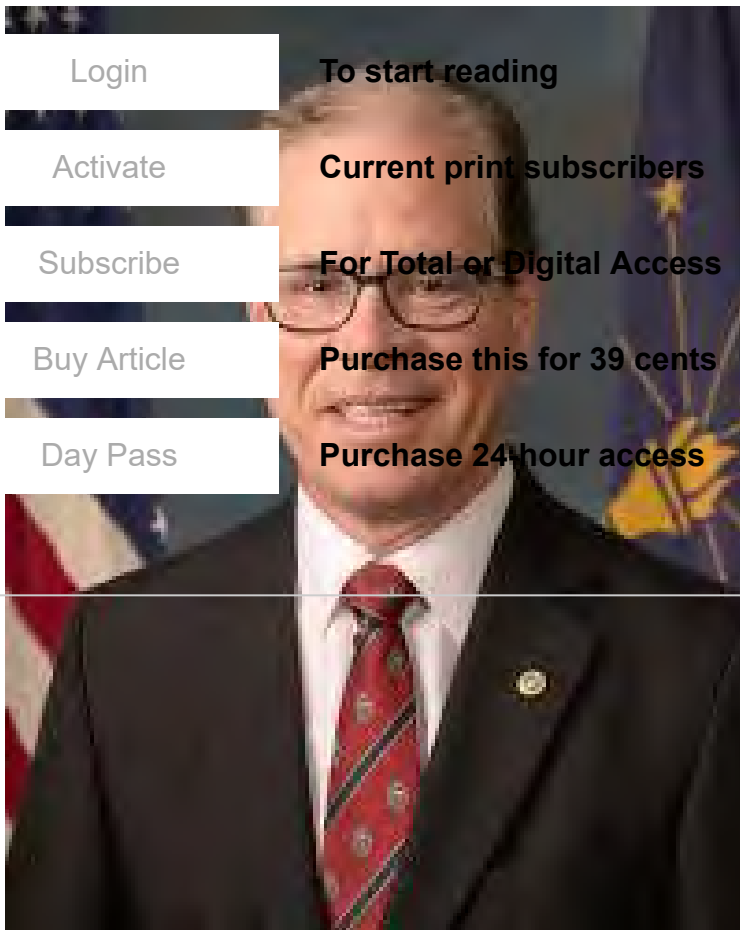 Login To start reading
Activate Current print subscribers
Subscribe For Total or Digital Access
Buy Article Purchase this for 39 cents
Day Pass Purchase 24-hour access